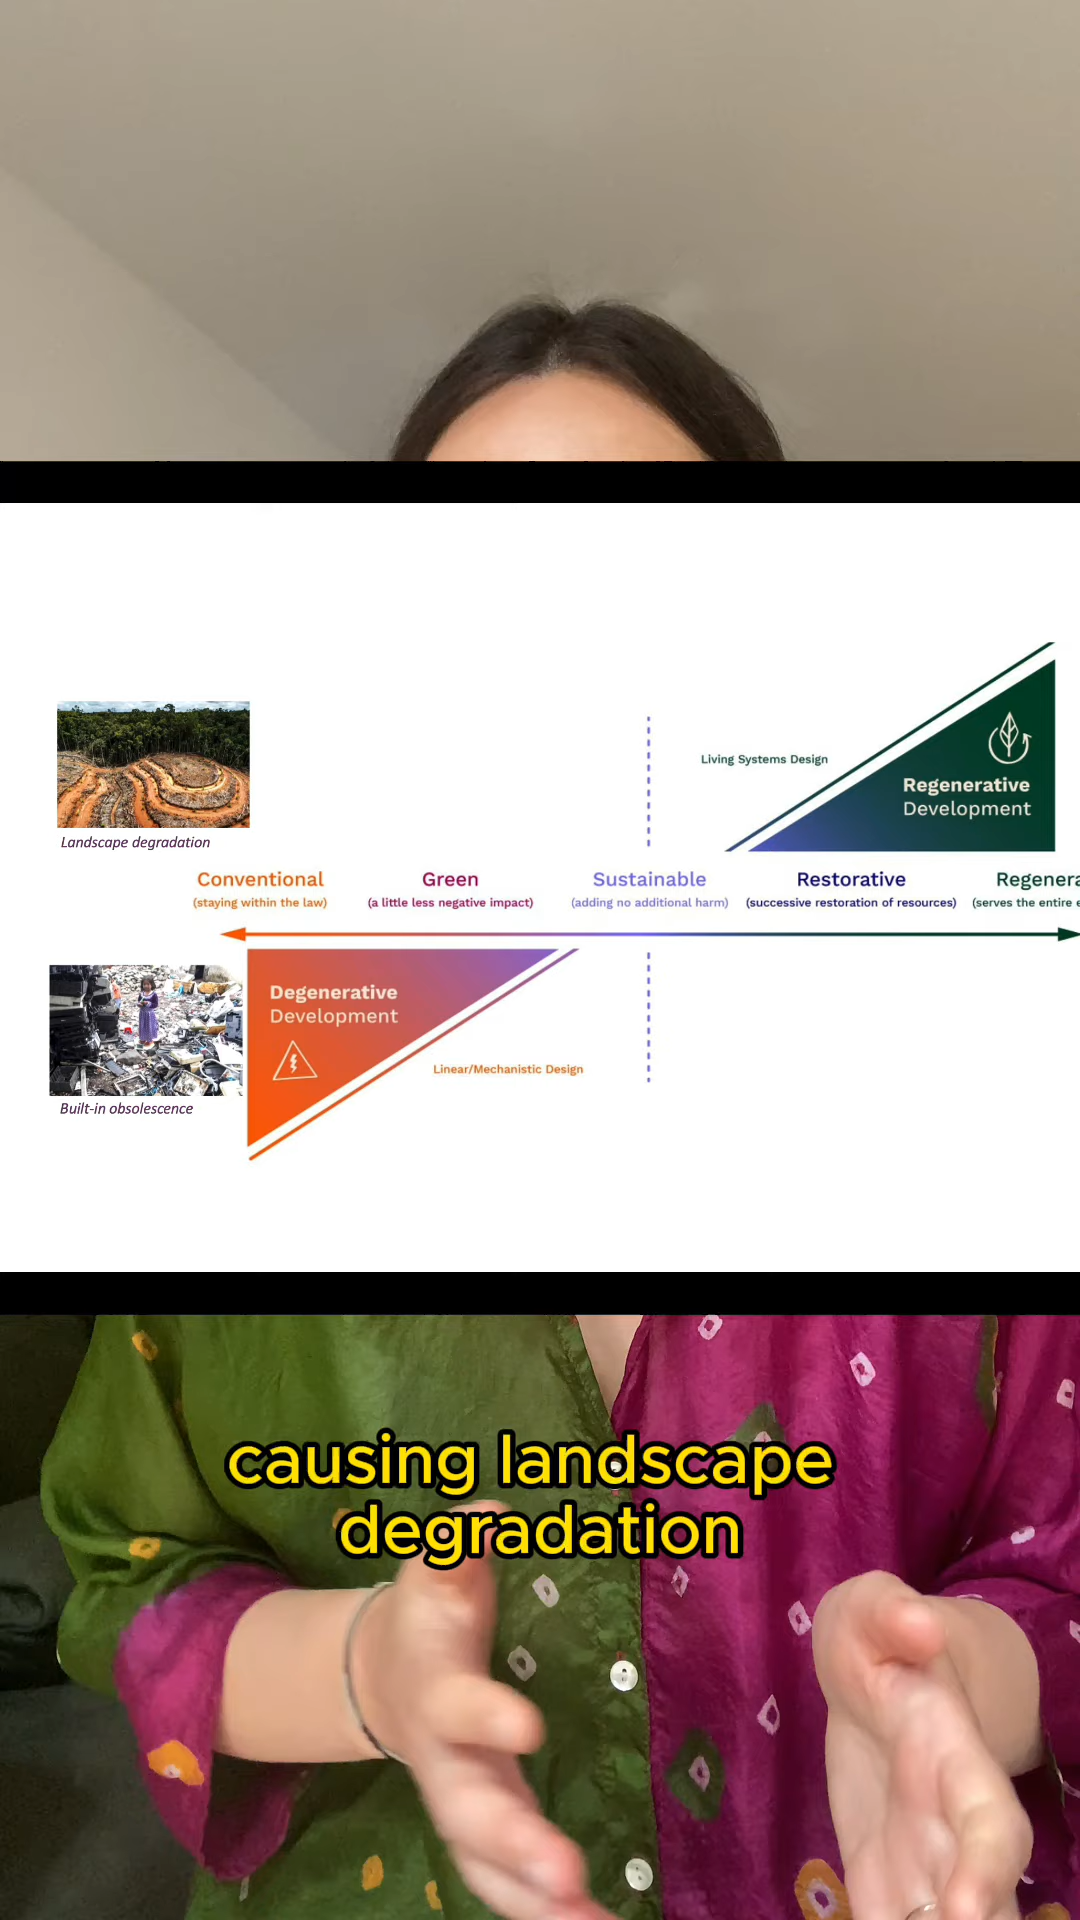 Living Systems Design
Regenerative
Development
Landscape degradation
Conventional
(staying within the law)
Green
(a little less negative impact)
Sustainable
(adding no additional harm)
Restorative
(successive restoration of resources)
Regenera
(serves the entire e
Degenerative
Development
Linear/Mechanistic Design
Built-in obsolescence
causing landscape
degradation